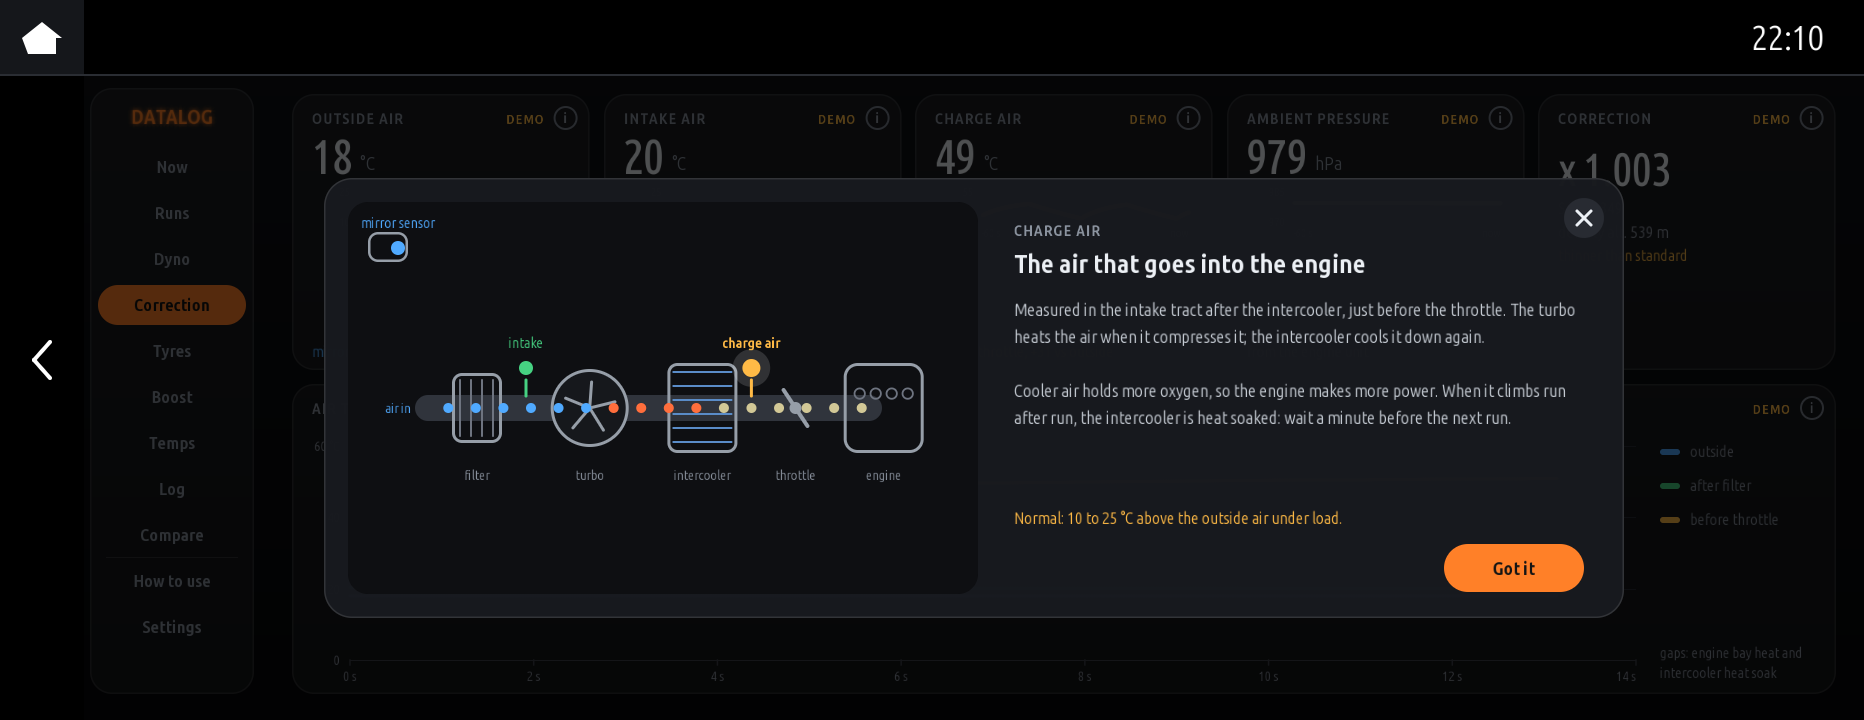 22:10
DATALOG
Now
Runs
Dyno
Correction
Tyres
Boost
Temps
Log
Compare
How to use
Settings
OUTSIDE AIR DEMO i
18 °C
INTAKE AIR DEMO i
20 °C
CHARGE AIR DEMO i
49 °C
AMBIENT PRESSURE DEMO i
979 hPa
CORRECTION DEMO i
x 1 003
539 m
n standard
mirror sensor
intake
charge air
air in
filter
turbo
intercooler
throttle
engine
CHARGE AIR
The air that goes into the engine
Measured in the intake tract after the intercooler, just before the throttle. The turbo
heats the air when it compresses it; the intercooler cools it down again.
Cooler air holds more oxygen, so the engine makes more power. When it climbs run
after run, the intercooler is heat soaked: wait a minute before the next run.
Normal: 10 to 25 °C above the outside air under load.
Got it
DEMO i
60
outside
after filter
before throttle
gaps: engine bay heat and
intercooler heat soak
0
0 s
2 s
4 s
6 s
8 s
10 s
12 s
14 s